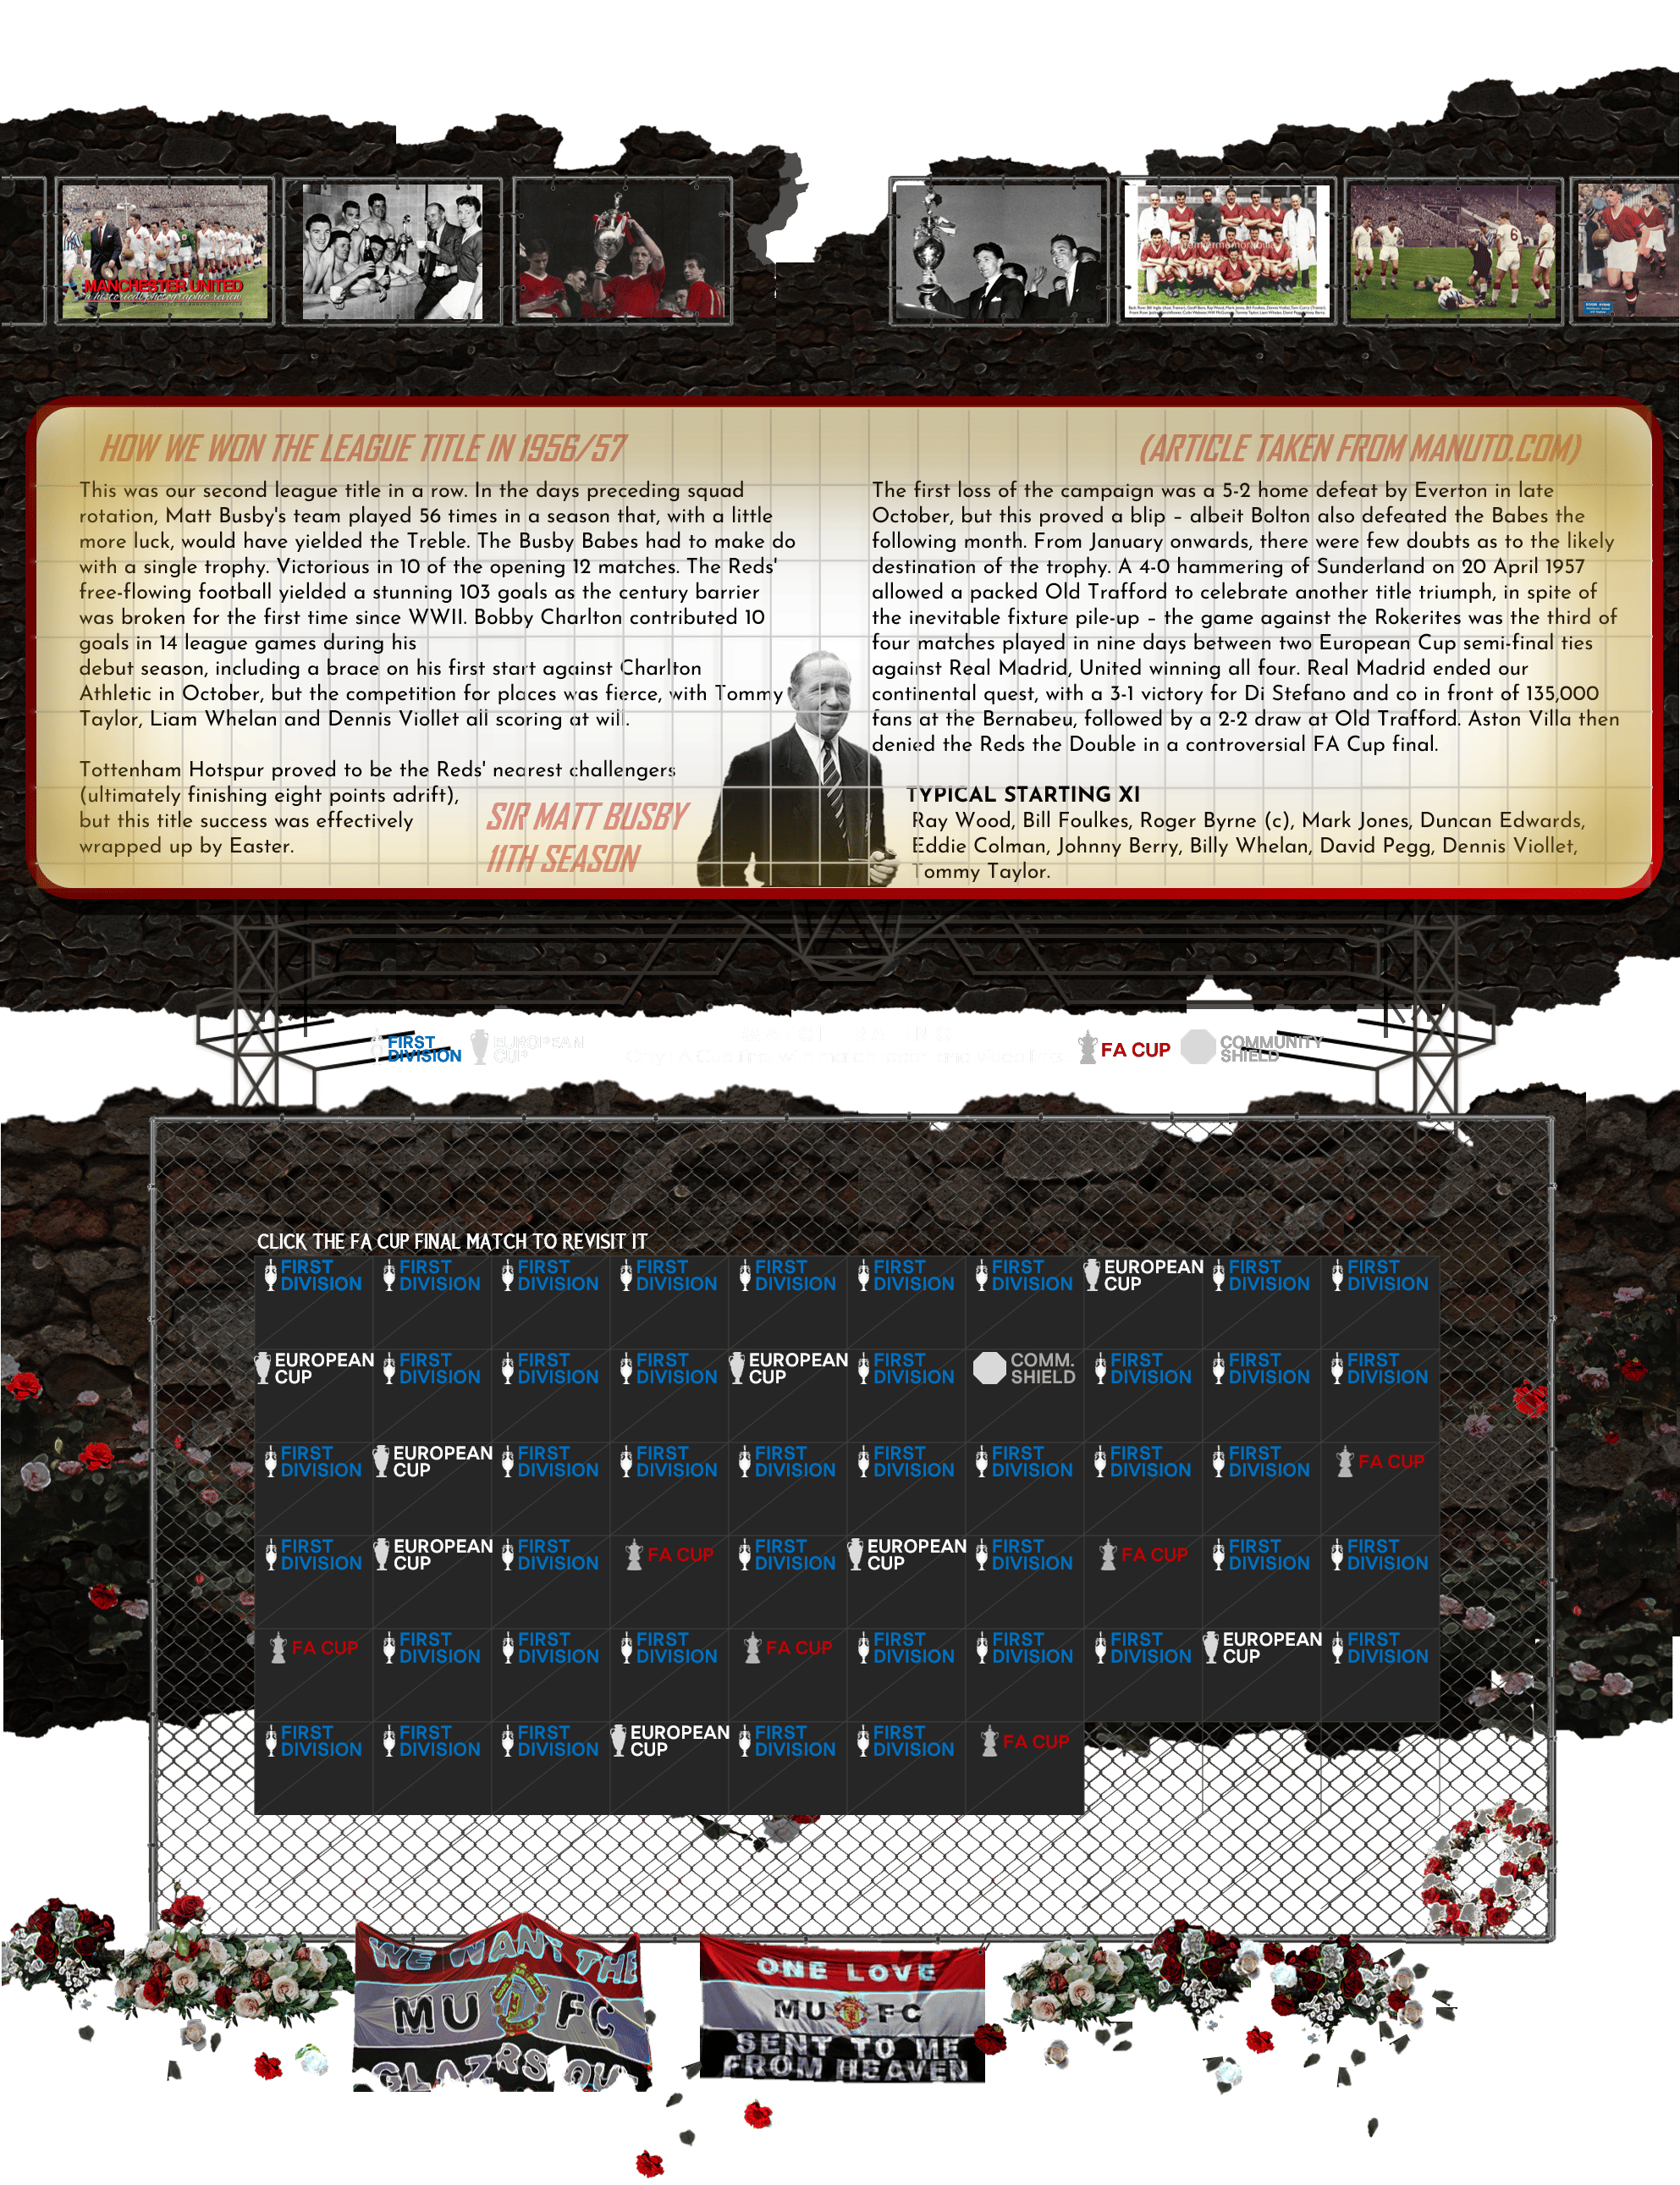 MANCHESTER UNITED
a historical photographic review
HOW WE WON THE LEAGUE TITLE IN 1956/57
This was our second league title in a row. In the days preceding squad
rotation, Matt Busby's team played 56 times in a season that, with a little
more luck, would have yielded the Treble. The Busby Babes had to make do
with a single trophy. Victorious in 10 of the opening 12 matches. The Reds'
free-flowing football yielded a stunning 103 goals as the century barrier
was broken for the first time since WWII. Bobby Charlton contributed 10
goals in 14 league games during his
debut season, including a brace on his first start against Charlton
Athletic in October, but the competition for places was fierce, with Tommy
Taylor, Liam Whelan and Dennis Viollet all scoring at will.
Tottenham Hotspur proved to be the Reds' nearest challengers
(ultimately finishing eight points adrift),
but this title success was effectively
wrapped up by Easter.
SIR MATT BUSBY
11TH SEASON
(ARTICLE TAKEN FROM MANUTD.COM)
The first loss of the campaign was a 5-2 home defeat by Everton in late
October, but this proved a blip – albeit Bolton also defeated the Babes the
following month. From January onwards, there were few doubts as to the likely
destination of the trophy. A 4-0 hammering of Sunderland on 20 April 1957
allowed a packed Old Trafford to celebrate another title triumph, in spite of
the inevitable fixture pile-up – the game against the Rokerites was the third of
four matches played in nine days between two European Cup semi-final ties
against Real Madrid, United winning all four. Real Madrid ended our
continental quest, with a 3-1 victory for Di Stefano and co in front of 135,000
fans at the Bernabeu, followed by a 2-2 draw at Old Trafford. Aston Villa then
denied the Reds the Double in a controversial FA Cup final.
TYPICAL STARTING XI
Ray Wood, Bill Foulkes, Roger Byrne (c), Mark Jones, Duncan Edwards,
Eddie Colman, Johnny Berry, Billy Whelan, David Pegg, Dennis Viollet,
Tommy Taylor.
FIRST DIVISION EUROPEAN CUP FA CUP COMMUNITY SHIELD
CLICK THE FA CUP FINAL MATCH TO REVISIT IT
FIRST DIVISION FIRST DIVISION FIRST DIVISION FIRST DIVISION FIRST DIVISION FIRST DIVISION FIRST DIVISION EUROPEAN CUP FIRST DIVISION FIRST DIVISION
EUROPEAN CUP FIRST DIVISION FIRST DIVISION FIRST DIVISION EUROPEAN CUP FIRST DIVISION COMM. SHIELD FIRST DIVISION FIRST DIVISION FIRST DIVISION
FIRST DIVISION EUROPEAN CUP FIRST DIVISION FIRST DIVISION FIRST DIVISION FIRST DIVISION FIRST DIVISION FIRST DIVISION FIRST DIVISION FA CUP
FIRST DIVISION EUROPEAN CUP FIRST DIVISION FA CUP FIRST DIVISION EUROPEAN CUP FIRST DIVISION FA CUP FIRST DIVISION FIRST DIVISION
FA CUP FIRST DIVISION FIRST DIVISION FIRST DIVISION FA CUP FIRST DIVISION FIRST DIVISION FIRST DIVISION EUROPEAN CUP FIRST DIVISION
FIRST DIVISION FIRST DIVISION FIRST DIVISION EUROPEAN CUP FIRST DIVISION FIRST DIVISION FA CUP
WE WANT THE
MU FC
GLAZRS OU
ONE LOVE
MU FC
SENT TO ME
FROM HEAVEN